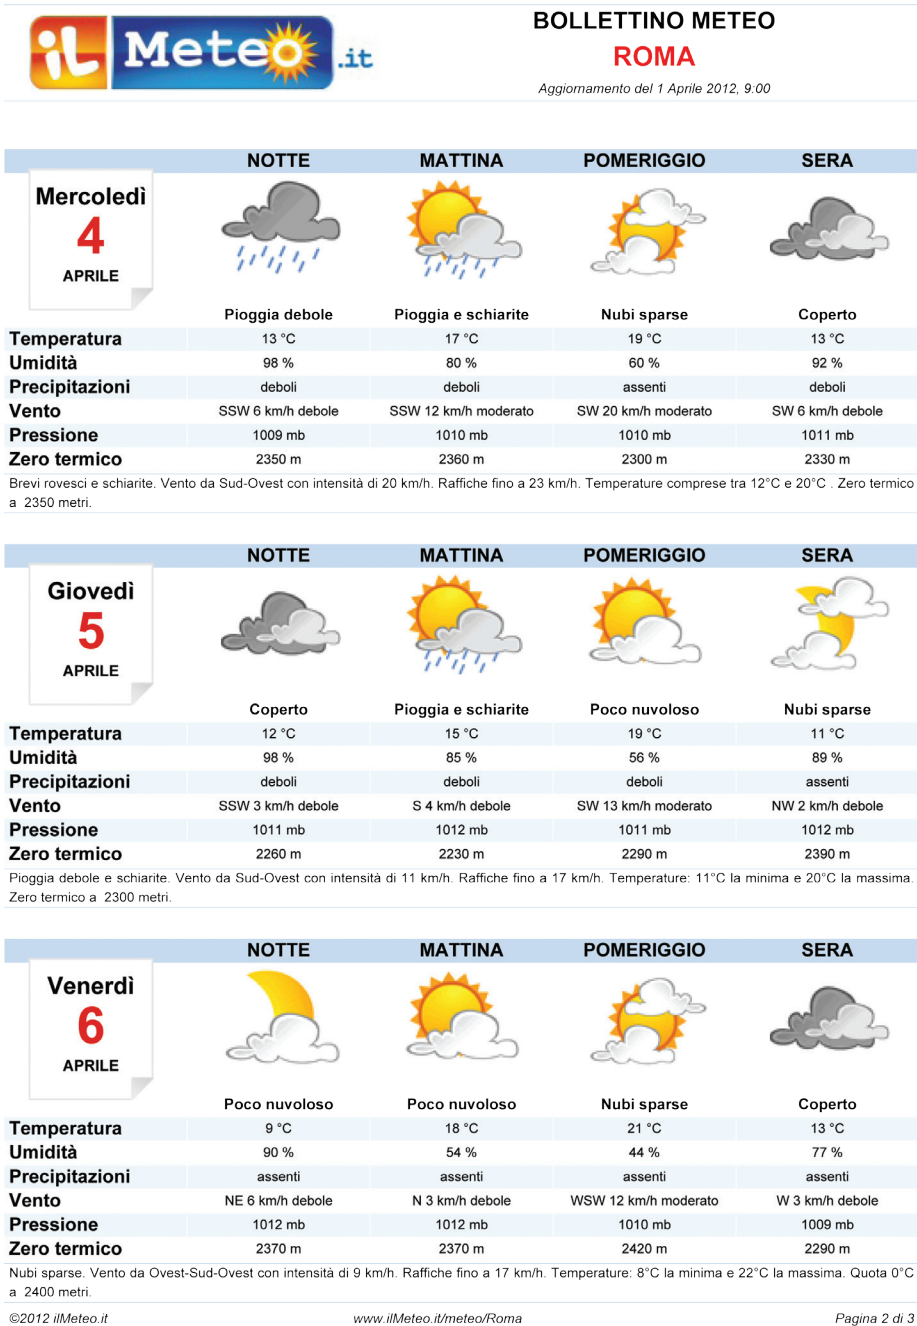 iL Meteo.it
BOLLETTINO METEO
ROMA
Aggiornamento del 1 Aprile 2012, 9:00
NOTTE MATTINA POMERIGGIO SERA
Mercoledì
4
APRILE
Pioggia debole Pioggia e schiarite Nubi sparse Coperto
Temperatura 13 °C 17 °C 19 °C 13 °C
Umidità 98 % 80 % 60 % 92 %
Precipitazioni deboli deboli assenti deboli
Vento SSW 6 km/h debole SSW 12 km/h moderato SW 20 km/h moderato SW 6 km/h debole
Pressione 1009 mb 1010 mb 1010 mb 1011 mb
Zero termico 2350 m 2360 m 2300 m 2330 m
Brevi rovesci e schiarite. Vento da Sud-Ovest con intensità di 20 km/h. Raffiche fino a 23 km/h. Temperature comprese tra 12°C e 20°C . Zero termico
a 2350 metri.
NOTTE MATTINA POMERIGGIO SERA
Giovedì
5
APRILE
Coperto Pioggia e schiarite Poco nuvoloso Nubi sparse
Temperatura 12 °C 15 °C 19 °C 11 °C
Umidità 98 % 85 % 56 % 89 %
Precipitazioni deboli deboli deboli assenti
Vento SSW 3 km/h debole S 4 km/h debole SW 13 km/h moderato NW 2 km/h debole
Pressione 1011 mb 1012 mb 1011 mb 1012 mb
Zero termico 2260 m 2230 m 2290 m 2390 m
Pioggia debole e schiarite. Vento da Sud-Ovest con intensità di 11 km/h. Raffiche fino a 17 km/h. Temperature: 11°C la minima e 20°C la massima.
Zero termico a 2300 metri.
NOTTE MATTINA POMERIGGIO SERA
Venerdì
6
APRILE
Poco nuvoloso Poco nuvoloso Nubi sparse Coperto
Temperatura 9 °C 18 °C 21 °C 13 °C
Umidità 90 % 54 % 44 % 77 %
Precipitazioni assenti assenti assenti assenti
Vento NE 6 km/h debole N 3 km/h debole WSW 12 km/h moderato W 3 km/h debole
Pressione 1012 mb 1012 mb 1010 mb 1009 mb
Zero termico 2370 m 2370 m 2420 m 2290 m
Nubi sparse. Vento da Ovest-Sud-Ovest con intensità di 9 km/h. Raffiche fino a 17 km/h. Temperature: 8°C la minima e 22°C la massima. Quota 0°C
a 2400 metri.
©2012 ilMeteo.it www.ilMeteo.it/meteo/Roma Pagina 2 di 3